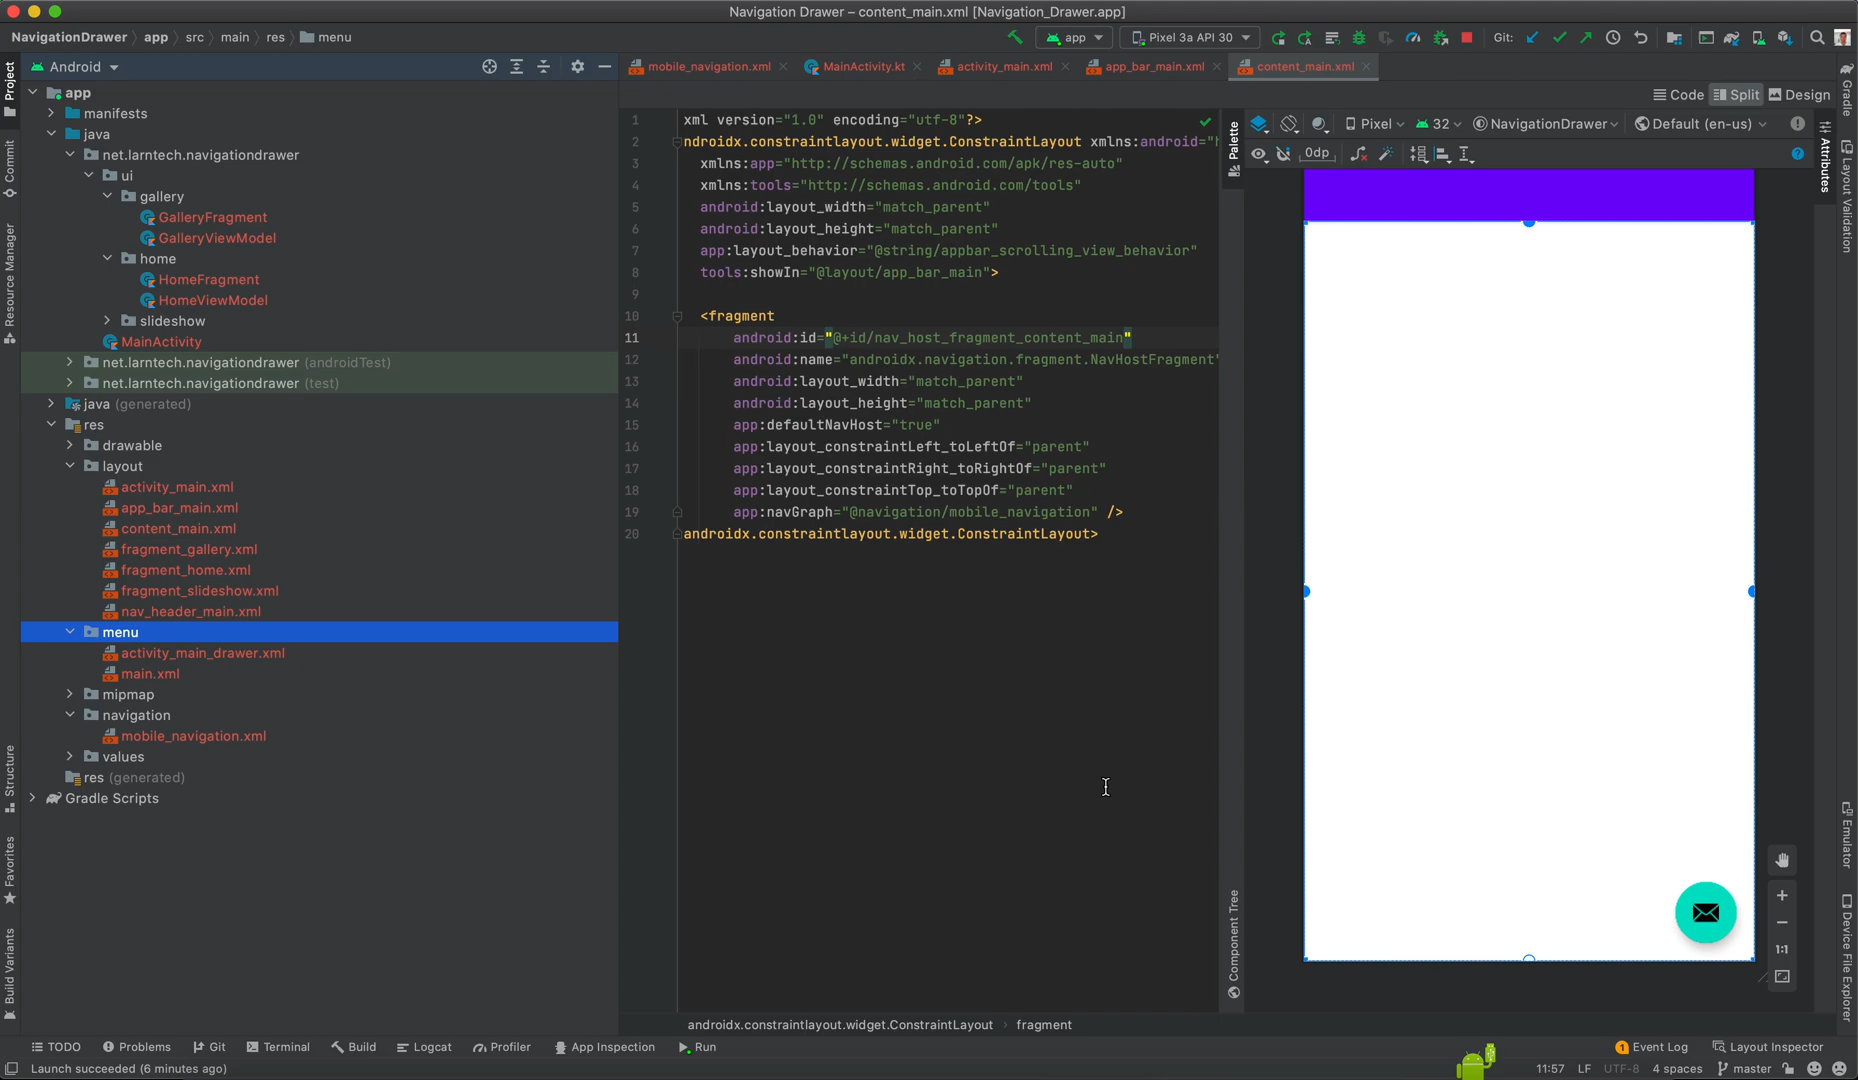 Navigation Drawer – content_main.xml [Navigation_Drawer.app]
NavigationDrawer app src main res menu
app Pixel 3a API 30 Git:
Android
mobile_navigation.xml MainActivity.kt activity_main.xml app_bar_main.xml content_main.xml
Code Split Design
Project
Commit
Resource Manager
Structure
Favorites
Build Variants
app
manifests
java
net.larntech.navigationdrawer
ui
gallery
GalleryFragment
GalleryViewModel
home
HomeFragment
HomeViewModel
slideshow
MainActivity
net.larntech.navigationdrawer (androidTest)
net.larntech.navigationdrawer (test)
java (generated)
res
drawable
layout
activity_main.xml
app_bar_main.xml
content_main.xml
fragment_gallery.xml
fragment_home.xml
fragment_slideshow.xml
nav_header_main.xml
menu
activity_main_drawer.xml
main.xml
mipmap
navigation
mobile_navigation.xml
values
res (generated)
Gradle Scripts
1 xml version="1.0" encoding="utf-8"?>
2 ndroidx.constraintlayout.widget.ConstraintLayout xmlns:android="h
3 xmlns:app="http://schemas.android.com/apk/res-auto"
4 xmlns:tools="http://schemas.android.com/tools"
5 android:layout_width="match_parent"
6 android:layout_height="match_parent"
7 app:layout_behavior="@string/appbar_scrolling_view_behavior"
8 tools:showIn="@layout/app_bar_main">
9
10 <fragment
11 android:id="@+id/nav_host_fragment_content_main"
12 android:name="androidx.navigation.fragment.NavHostFragment"
13 android:layout_width="match_parent"
14 android:layout_height="match_parent"
15 app:defaultNavHost="true"
16 app:layout_constraintLeft_toLeftOf="parent"
17 app:layout_constraintRight_toRightOf="parent"
18 app:layout_constraintTop_toTopOf="parent"
19 app:navGraph="@navigation/mobile_navigation" />
20 androidx.constraintlayout.widget.ConstraintLayout>
androidx.constraintlayout.widget.ConstraintLayout fragment
Palette
Component Tree
Pixel 32 NavigationDrawer Default (en-us)
0dp
1:1
Gradle
Attributes
Layout Validation
Emulator
Device File Explorer
TODO Problems Git Terminal Build Logcat Profiler App Inspection Run 1 Event Log Layout Inspector
Launch succeeded (6 minutes ago) 11:57 LF UTF-8 4 spaces master